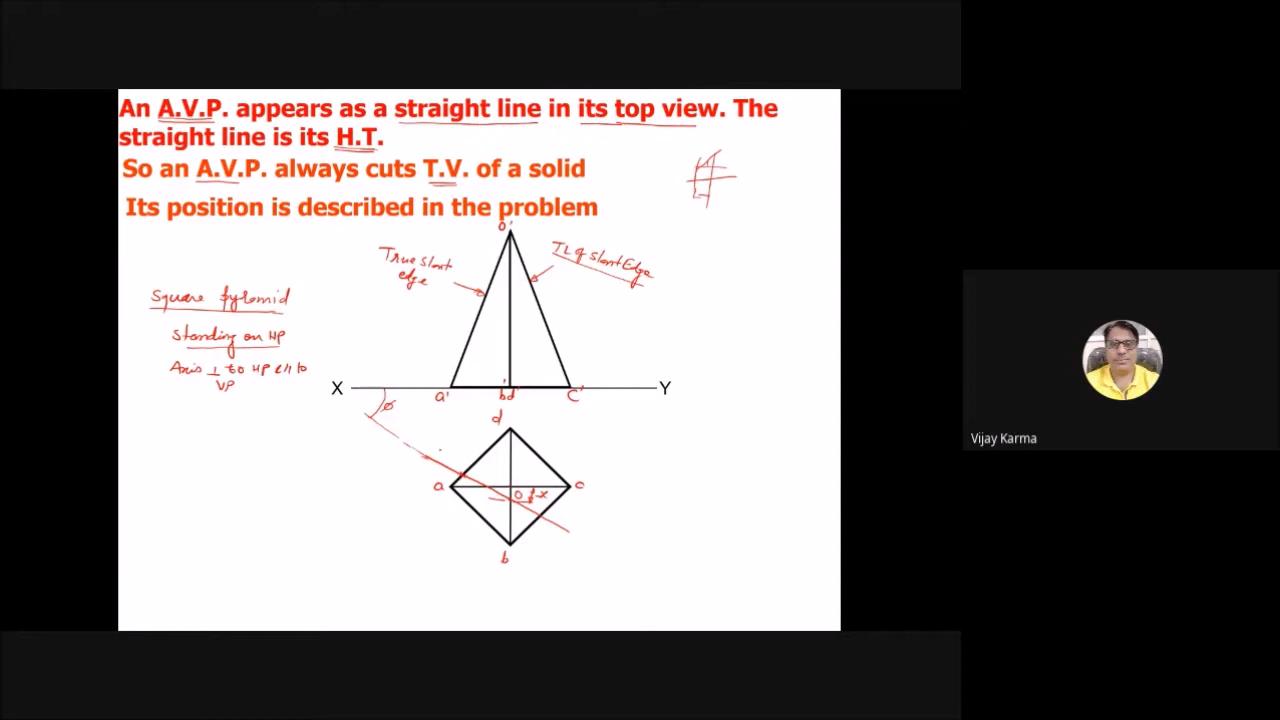 An A.V.P. appears as a straight line in its top view. The
straight line is its H.T.
So an A.V.P. always cuts T.V. of a solid
Its position is described in the problem
o'
True slant
edge
TL of slant Edge
Square pyramid
Standing on HP
Axis ⊥ to HP & 11 to
VP
X
Y
a'
b'd'
c'
ø
d
a
o
x
c
b
Vijay Karma